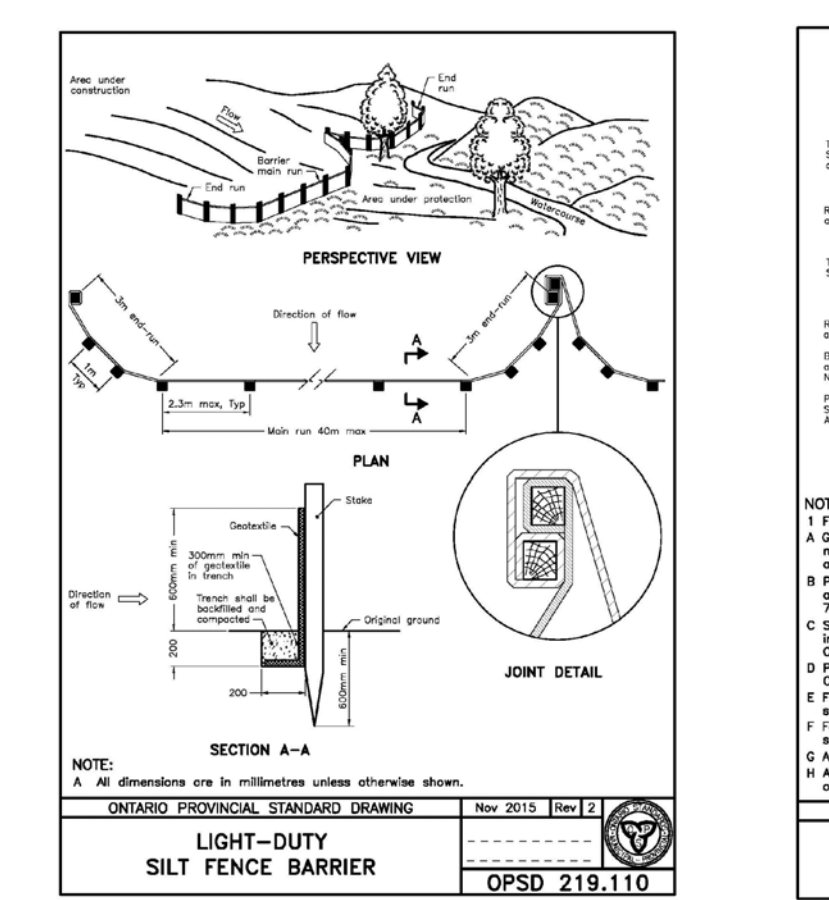 Area under
construction
Flow
End
run
Barrier
main run
End run
Area under protection
Watercourse
PERSPECTIVE VIEW
3m end-run
1m
Typ
Direction of flow
A
A
3m end-run
2.3m max, Typ
Main run 40m max
PLAN
Stake
Geotextile
300mm min
of geotextile
in trench
Trench shall be
backfilled and
compacted
600mm min
Direction
of flow
Original ground
200
200
600mm min
SECTION A-A
JOINT DETAIL
NOTE:
A All dimensions are in millimetres unless otherwise shown.
ONTARIO PROVINCIAL STANDARD DRAWING
Nov 2015 Rev 2
LIGHT-DUTY
SILT FENCE BARRIER
OPSD 219.110
1 F
A G
B P
7
C S
D P
E F
F F
G A
H A